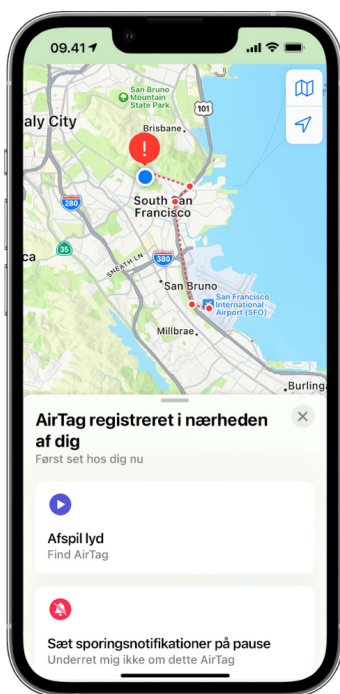 09.41
San Bruno
Mountain
State Park
101
aly City
Brisbane
South San
Francisco
280
35
ca
SNEATH LN
380
San Bruno
San Francisco
International
Airport (SFO)
Millbrae
Burling
AirTag registreret i nærheden
af dig
Først set hos dig nu
Afspil lyd
Find AirTag
Sæt sporingsnotifikationer på pause
Underret mig ikke om dette AirTag